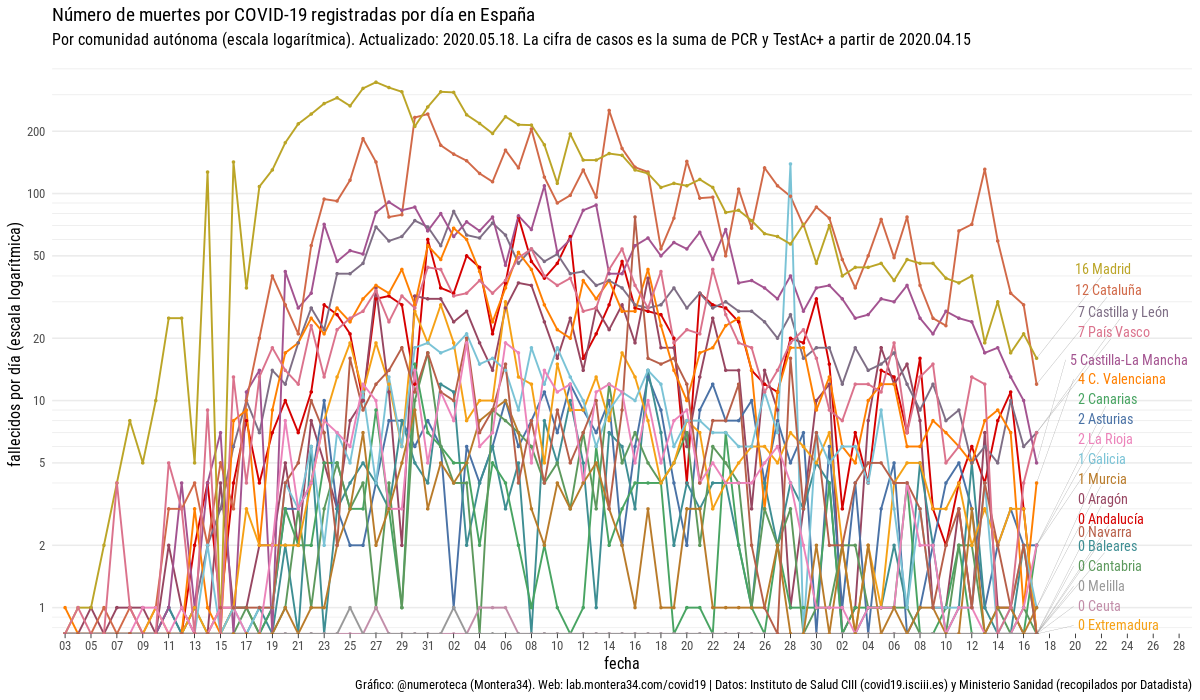 Número de muertes por COVID-19 registradas por día en España
Por comunidad autónoma (escala logarítmica). Actualizado: 2020.05.18. La cifra de casos es la suma de PCR y TestAc+ a partir de 2020.04.15
fallecidos por día (escala logarítmica)
200
100
50
20
10
5
2
1
16 Madrid
12 Cataluña
7 Castilla y León
7 País Vasco
5 Castilla-La Mancha
4 C. Valenciana
2 Canarias
2 Asturias
2 La Rioja
1 Galicia
1 Murcia
0 Aragón
0 Andalucía
0 Navarra
0 Baleares
0 Cantabria
0 Melilla
0 Ceuta
0 Extremadura
03 05 07 09 11 13 15 17 19 21 23 25 27 29 31 02 04 06 08 10 12 14 16 18 20 22 24 26 28 30 02 04 06 08 10 12 14 16 18 20 22 24 26 28
fecha
Gráfico: @numeroteca (Montera34). Web: lab.montera34.com/covid19 | Datos: Instituto de Salud CIII (covid19.isciii.es) y Ministerio Sanidad (recopilados por Datadista)